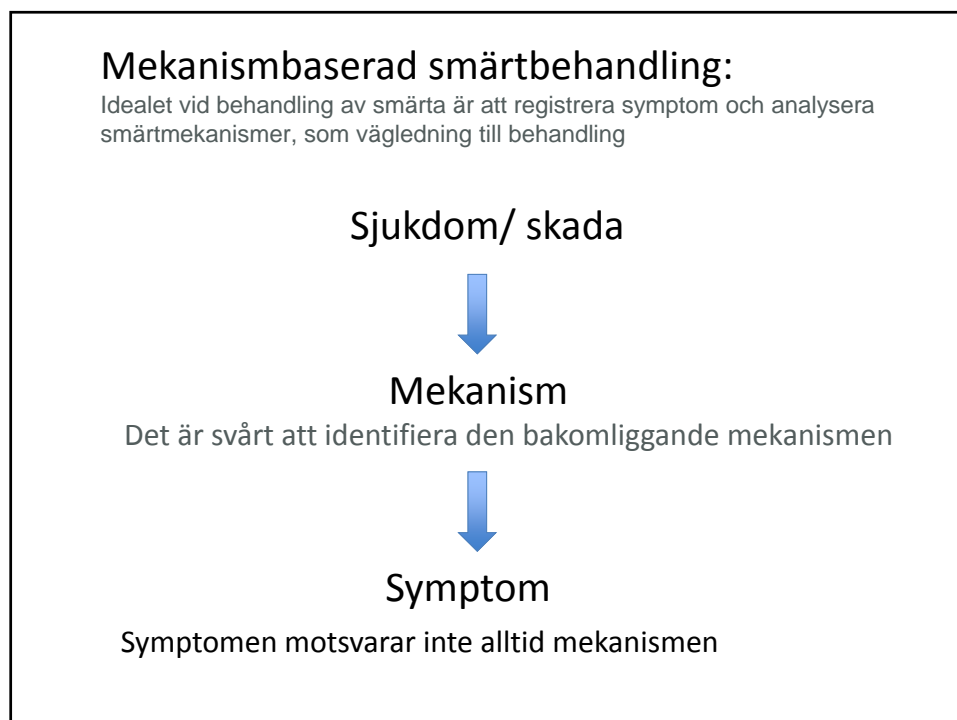 Mekanismbaserad smärtbehandling:
Idealet vid behandling av smärta är att registrera symptom och analysera
smärtmekanismer, som vägledning till behandling
Sjukdom/ skada
Mekanism
Det är svårt att identifiera den bakomliggande mekanismen
Symptom
Symptomen motsvarar inte alltid mekanismen